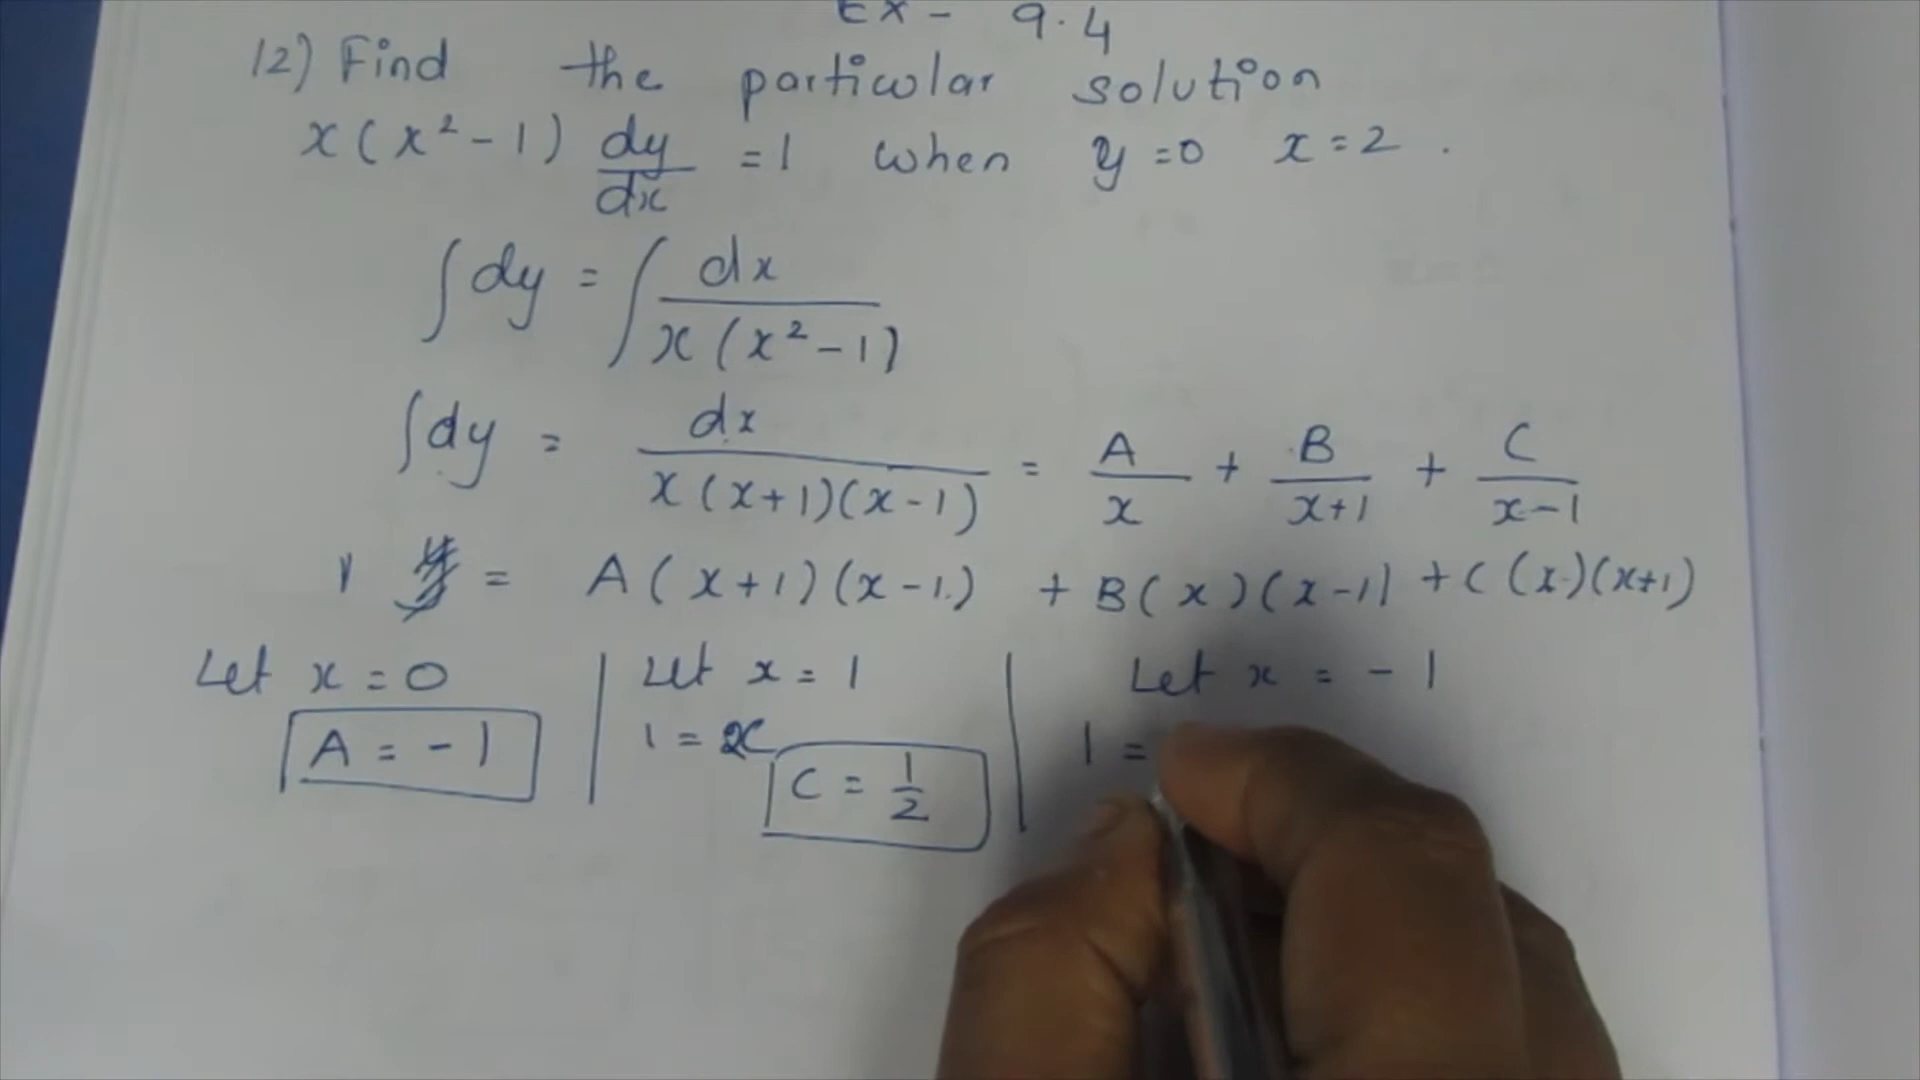 Ex - 9.4
12) Find the particular solution
x(x² - 1) dy/dx = 1 when y = 0 x = 2 .
∫dy = ∫ dx / x(x² - 1)
∫dy = dx / x(x+1)(x-1) = A/x + B/x+1 + C/x-1
1 = A(x+1)(x-1) + B(x)(x-1) + C(x)(x+1)
Let x = 0 | Let x = 1 | Let x = -1
A = -1 | 1 = 2C | 1 =
C = 1/2